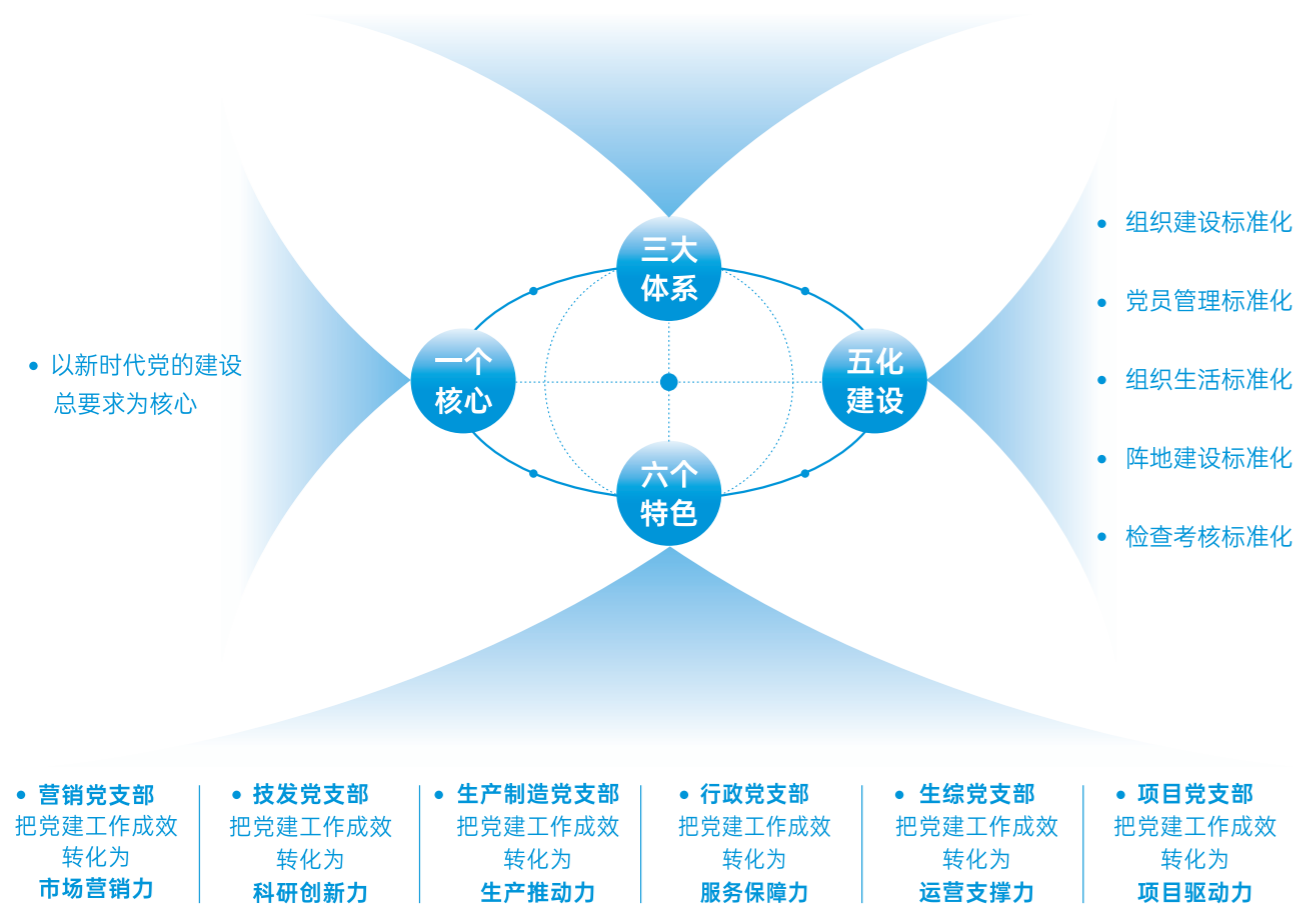 三大
体系
一个
核心
五化
建设
六个
特色
以新时代党的建设
总要求为核心
组织建设标准化
党员管理标准化
组织生活标准化
阵地建设标准化
检查考核标准化
营销党支部
把党建工作成效
转化为
市场营销力
技发党支部
把党建工作成效
转化为
科研创新力
生产制造党支部
把党建工作成效
转化为
生产推动力
行政党支部
把党建工作成效
转化为
服务保障力
生综党支部
把党建工作成效
转化为
运营支撑力
项目党支部
把党建工作成效
转化为
项目驱动力